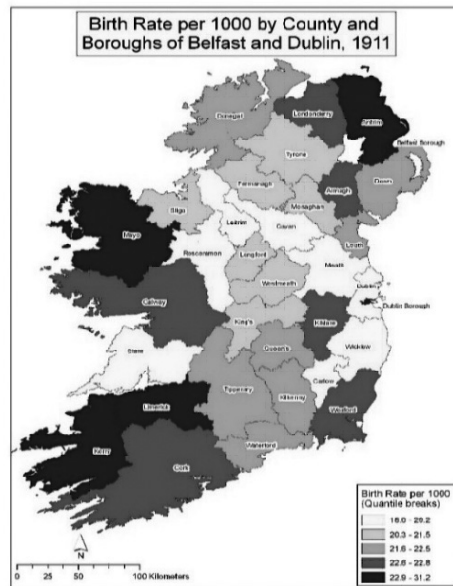 Birth Rate per 1000 by County and
Boroughs of Belfast and Dublin, 1911
Donegal
Londonderry
Antrim
Belfast Borough
Tyrone
Down
Fermanagh
Armagh
Monaghan
Sligo
Leitrim
Cavan
Louth
Mayo
Roscommon
Longford
Meath
Westmeath
Dublin
Dublin Borough
Galway
King's
Kildare
Queen's
Wicklow
Clare
Carlow
Tipperary
Kilkenny
Wexford
Limerick
Waterford
Kerry
Cork
Birth Rate per 1000
(Quantile breaks)
16.0 - 20.2
20.3 - 21.5
21.6 - 22.5
22.6 - 22.8
22.9 - 31.2
N
0 50 100 Kilometers